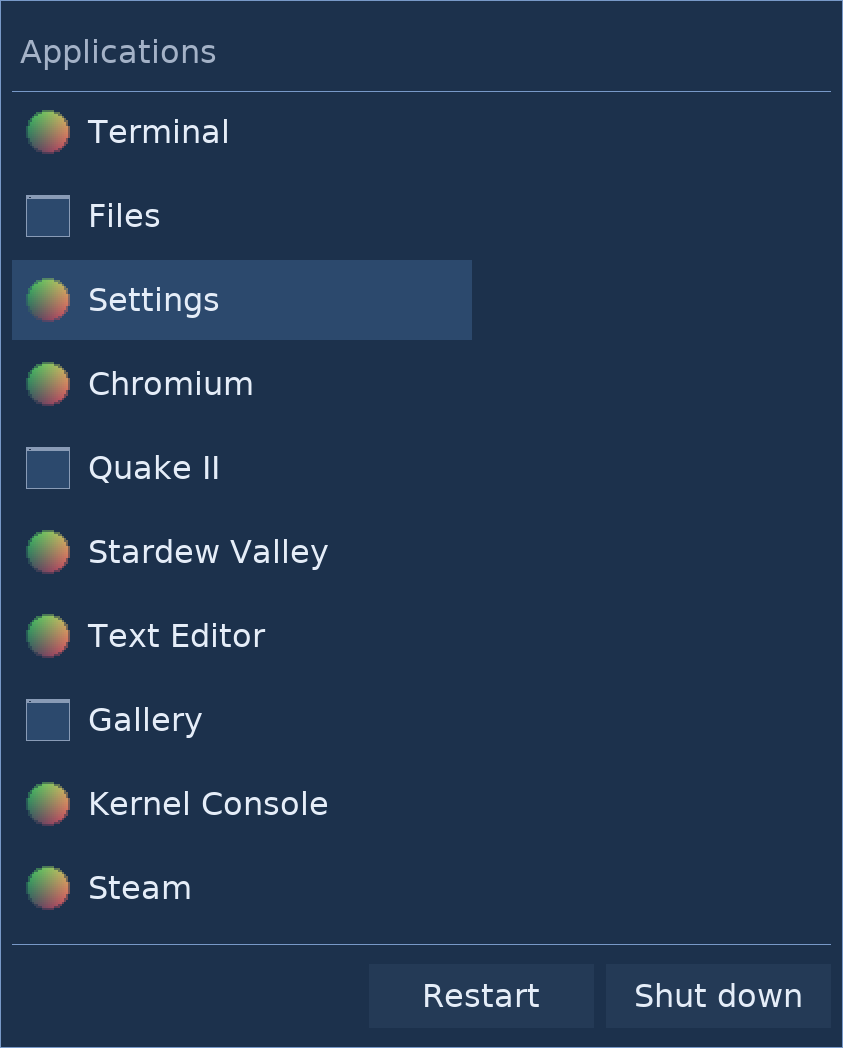 Applications
Terminal
Files
Settings
Chromium
Quake II
Stardew Valley
Text Editor
Gallery
Kernel Console
Steam
Restart
Shut down